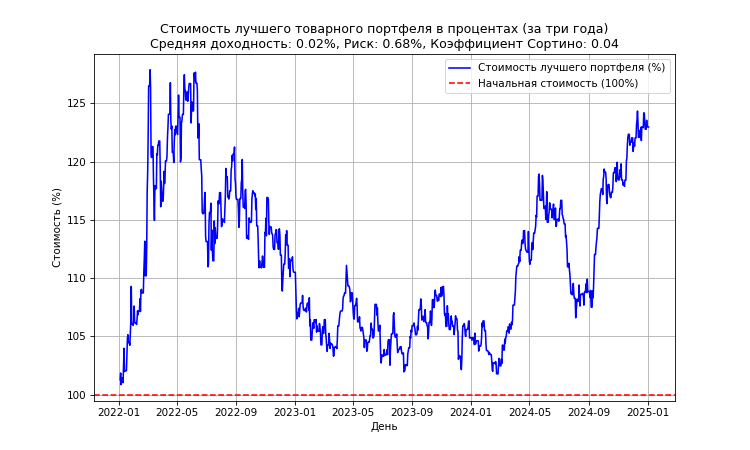 Стоимость лучшего товарного портфеля в процентах (за три года)
Средняя доходность: 0.02%, Риск: 0.68%, Коэффициент Сортино: 0.04
Стоимость лучшего портфеля (%)
Начальная стоимость (100%)
Стоимость (%)
125
120
115
110
105
100
2022-01 2022-05 2022-09 2023-01 2023-05 2023-09 2024-01 2024-05 2024-09 2025-01
День